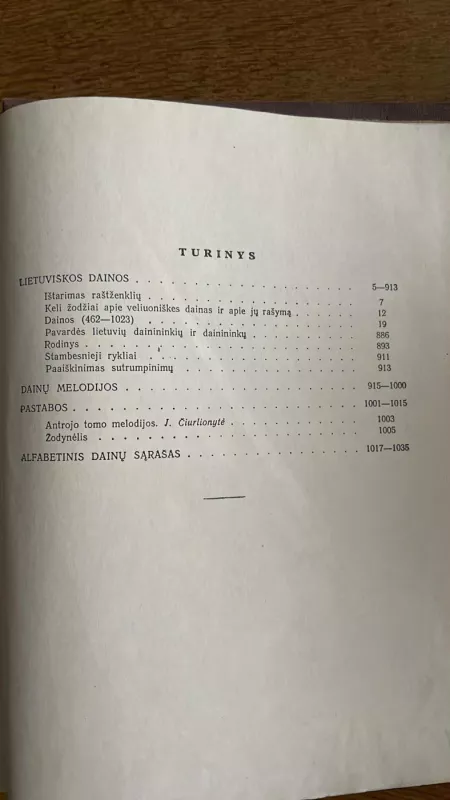 TURINYS
LIETUVIŠKOS DAINOS . . . . . . . . . . . . . . . . . 5—913
Ištarimas raštženklių . . . . . . . . . . . . . . . . . 7
Keli žodžiai apie veliuoniškes dainas ir apie jų rašymą . . . . . . 12
Dainos (462—1023) . . . . . . . . . . . . . . . . . 19
Pavardės lietuvių dainininkių ir dainininkų . . . . . . . . . . 886
Rodinys . . . . . . . . . . . . . . . . . . . . 893
Stambesnieji rykliai . . . . . . . . . . . . . . . . . 911
Paaiškinimas sutrumpinimų . . . . . . . . . . . . . . 913
DAINŲ MELODIJOS . . . . . . . . . . . . . . . . . 915—1000
PASTABOS . . . . . . . . . . . . . . . . . . . . 1001—1015
Antrojo tomo melodijos. J. Čiurlionytė . . . . . . . . . . . 1003
Žodynėlis . . . . . . . . . . . . . . . . . . . 1005
ALFABETINIS DAINŲ SĄRAŠAS . . . . . . . . . . . . . 1017—1035